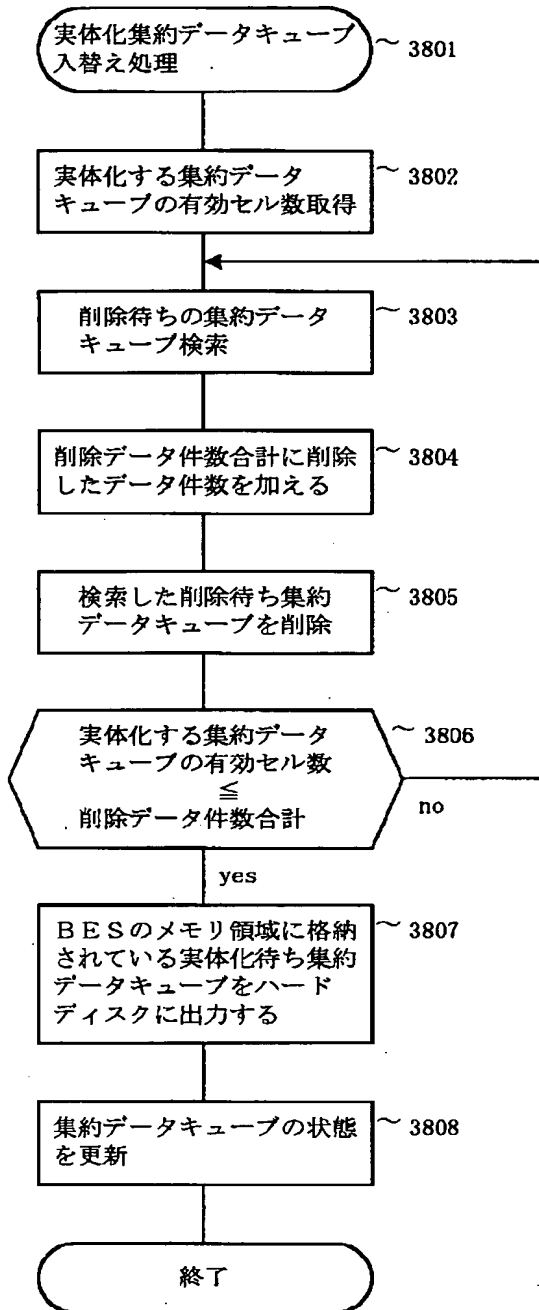 実体化集約データキューブ
入替え処理
〜 3801
実体化する集約データ
キューブの有効セル数取得
〜 3802
削除待ちの集約データ
キューブ検索
〜 3803
削除データ件数合計に削除
したデータ件数を加える
〜 3804
検索した削除待ち集約
データキューブを削除
〜 3805
実体化する集約データ
キューブの有効セル数
≦
削除データ件数合計
〜 3806
no
yes
BESのメモリ領域に格納
されている実体化待ち集約
データキューブをハード
ディスクに出力する
〜 3807
集約データキューブの状態
を更新
〜 3808
終了